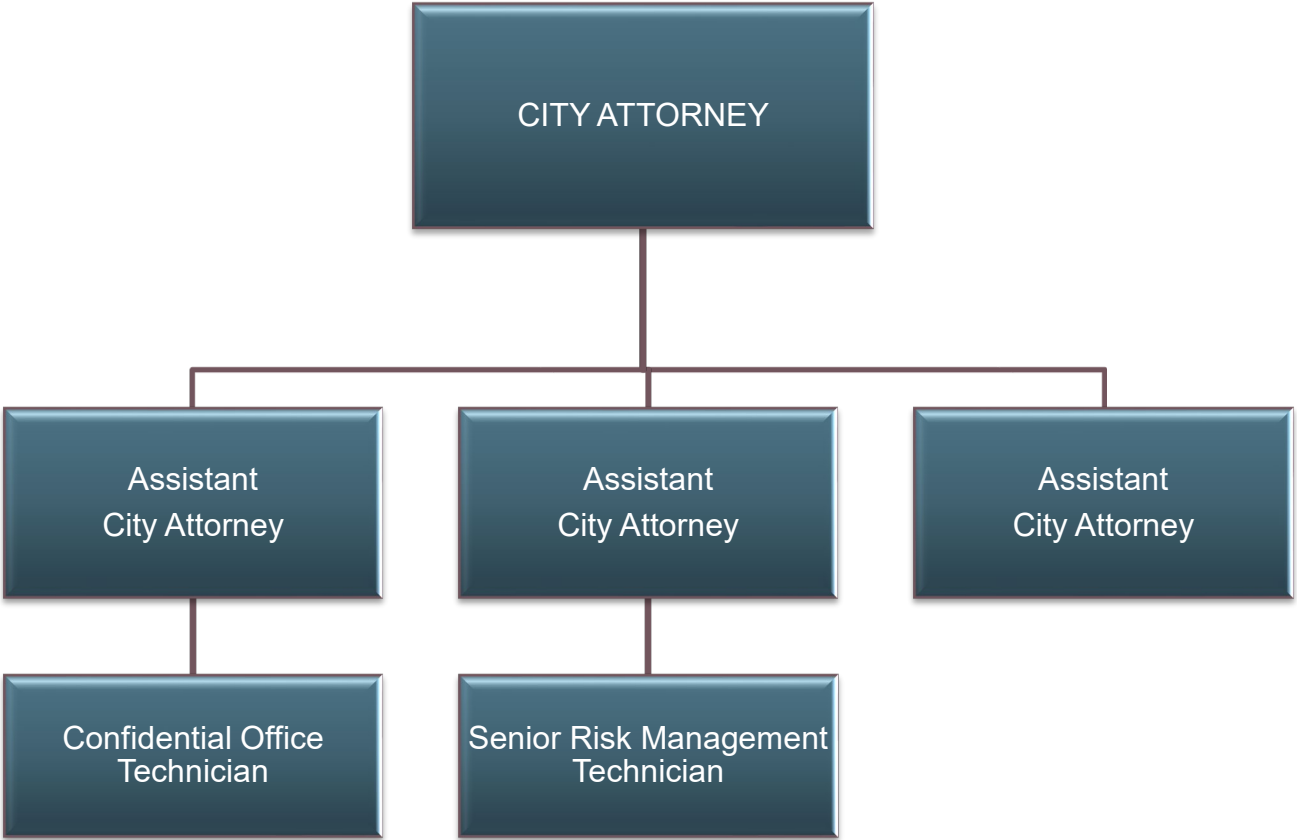 CITY ATTORNEY
Assistant
City Attorney
Assistant
City Attorney
Assistant
City Attorney
Confidential Office
Technician
Senior Risk Management
Technician